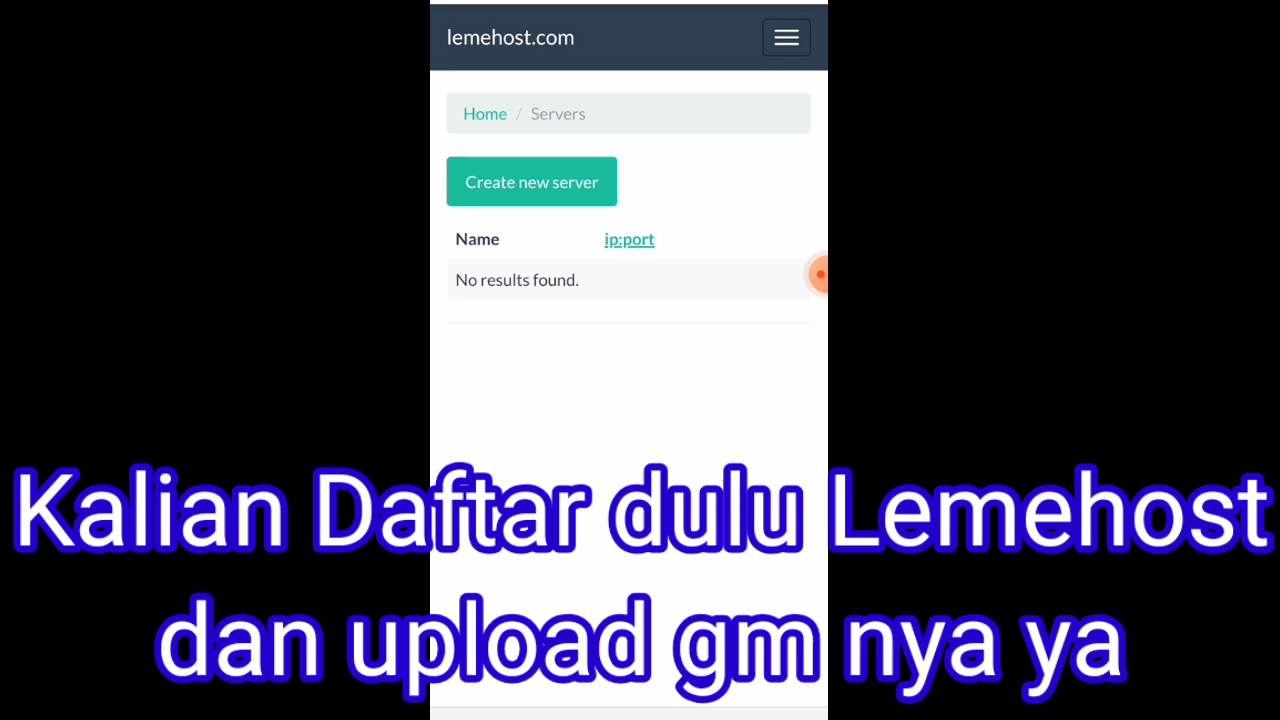 lemehost.com
Home / Servers
Create new server
Name ip:port
No results found.
Kalian Daftar dulu Lemehost
dan upload gm nya ya